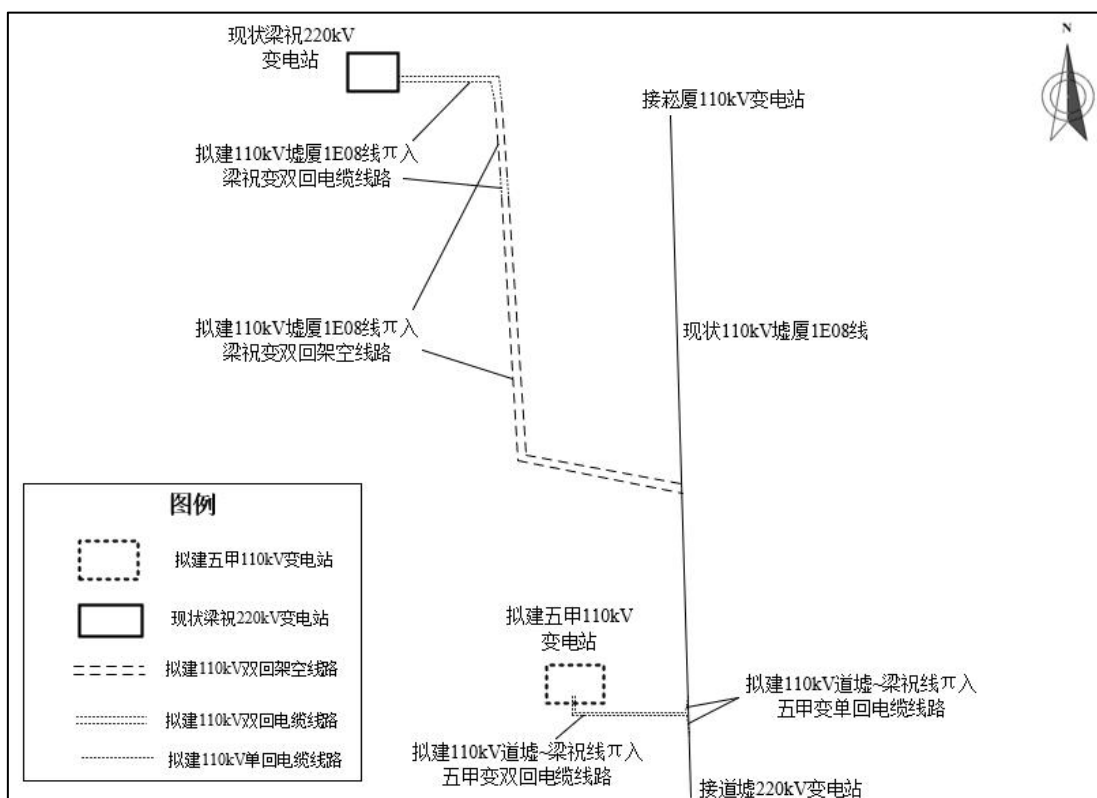 现状梁祝220kV
变电站
N
接崧厦110kV变电站
拟建110kV墟厦1E08线π入
梁祝变双回电缆线路
拟建110kV墟厦1E08线π入
梁祝变双回架空线路
现状110kV墟厦1E08线
图例
拟建五甲110kV变电站
现状梁祝220kV变电站
拟建110kV双回架空线路
拟建110kV双回电缆线路
拟建110kV单回电缆线路
拟建五甲110kV
变电站
拟建110kV道墟~梁祝线π入
五甲变单回电缆线路
拟建110kV道墟~梁祝线π入
五甲变双回电缆线路
接道墟220kV变电站